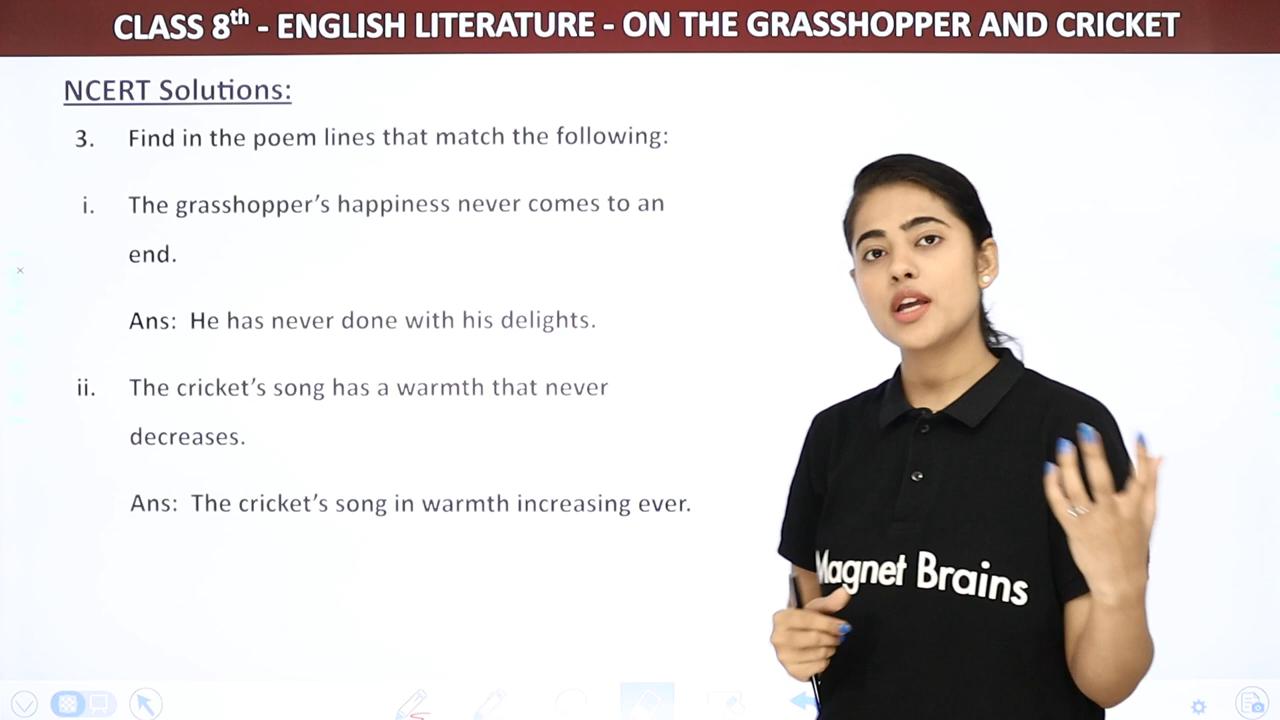 CLASS 8th - ENGLISH LITERATURE - ON THE GRASSHOPPER AND CRICKET
NCERT Solutions:
3. Find in the poem lines that match the following:
i. The grasshopper's happiness never comes to an
end.
Ans: He has never done with his delights.
ii. The cricket's song has a warmth that never
decreases.
Ans: The cricket's song in warmth increasing ever.
Magnet Brains